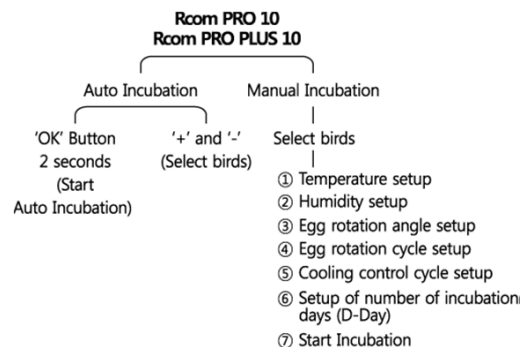 Rcom PRO 10
Rcom PRO PLUS 10
Auto Incubation
Manual Incubation
'OK' Button
2 seconds
(Start
Auto Incubation)
'+' and '-'
(Select birds)
Select birds
① Temperature setup
② Humidity setup
③ Egg rotation angle setup
④ Egg rotation cycle setup
⑤ Cooling control cycle setup
⑥ Setup of number of incubation
days (D-Day)
⑦ Start Incubation